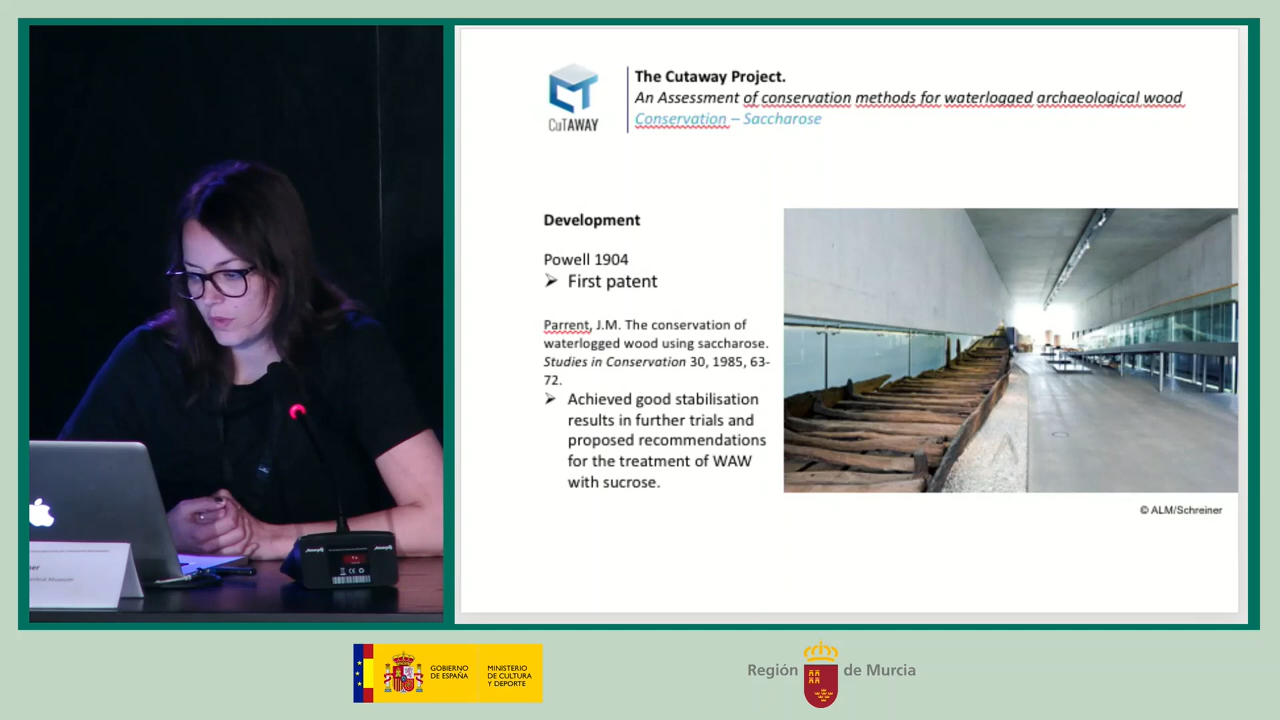 The Cutaway Project.
An Assessment of conservation methods for waterlogged archaeological wood
Conservation – Saccharose
CuTAWAY
Development
Powell 1904
➢ First patent
Parrent, J.M. The conservation of
waterlogged wood using saccharose.
Studies in Conservation 30, 1985, 63-
72.
➢ Achieved good stabilisation
results in further trials and
proposed recommendations
for the treatment of WAW
with sucrose.
© ALM/Schreiner
GOBIERNO
DE ESPAÑA
MINISTERIO
DE CULTURA
Y DEPORTE
Región de Murcia